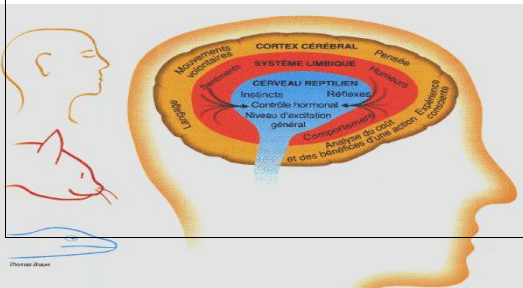 CORTEX CÉRÉBRAL
Mouvements
volontaires
Pensée
SYSTÈME LIMBIQUE
Sentiments
Humeurs
CERVEAU REPTILIEN
Instincts
Réflexes
Contrôle hormonal
Niveau d'excitation
général
Langage
Comportement
Expérience
consciente
Analyse du coût
et des bénéfices d'une action